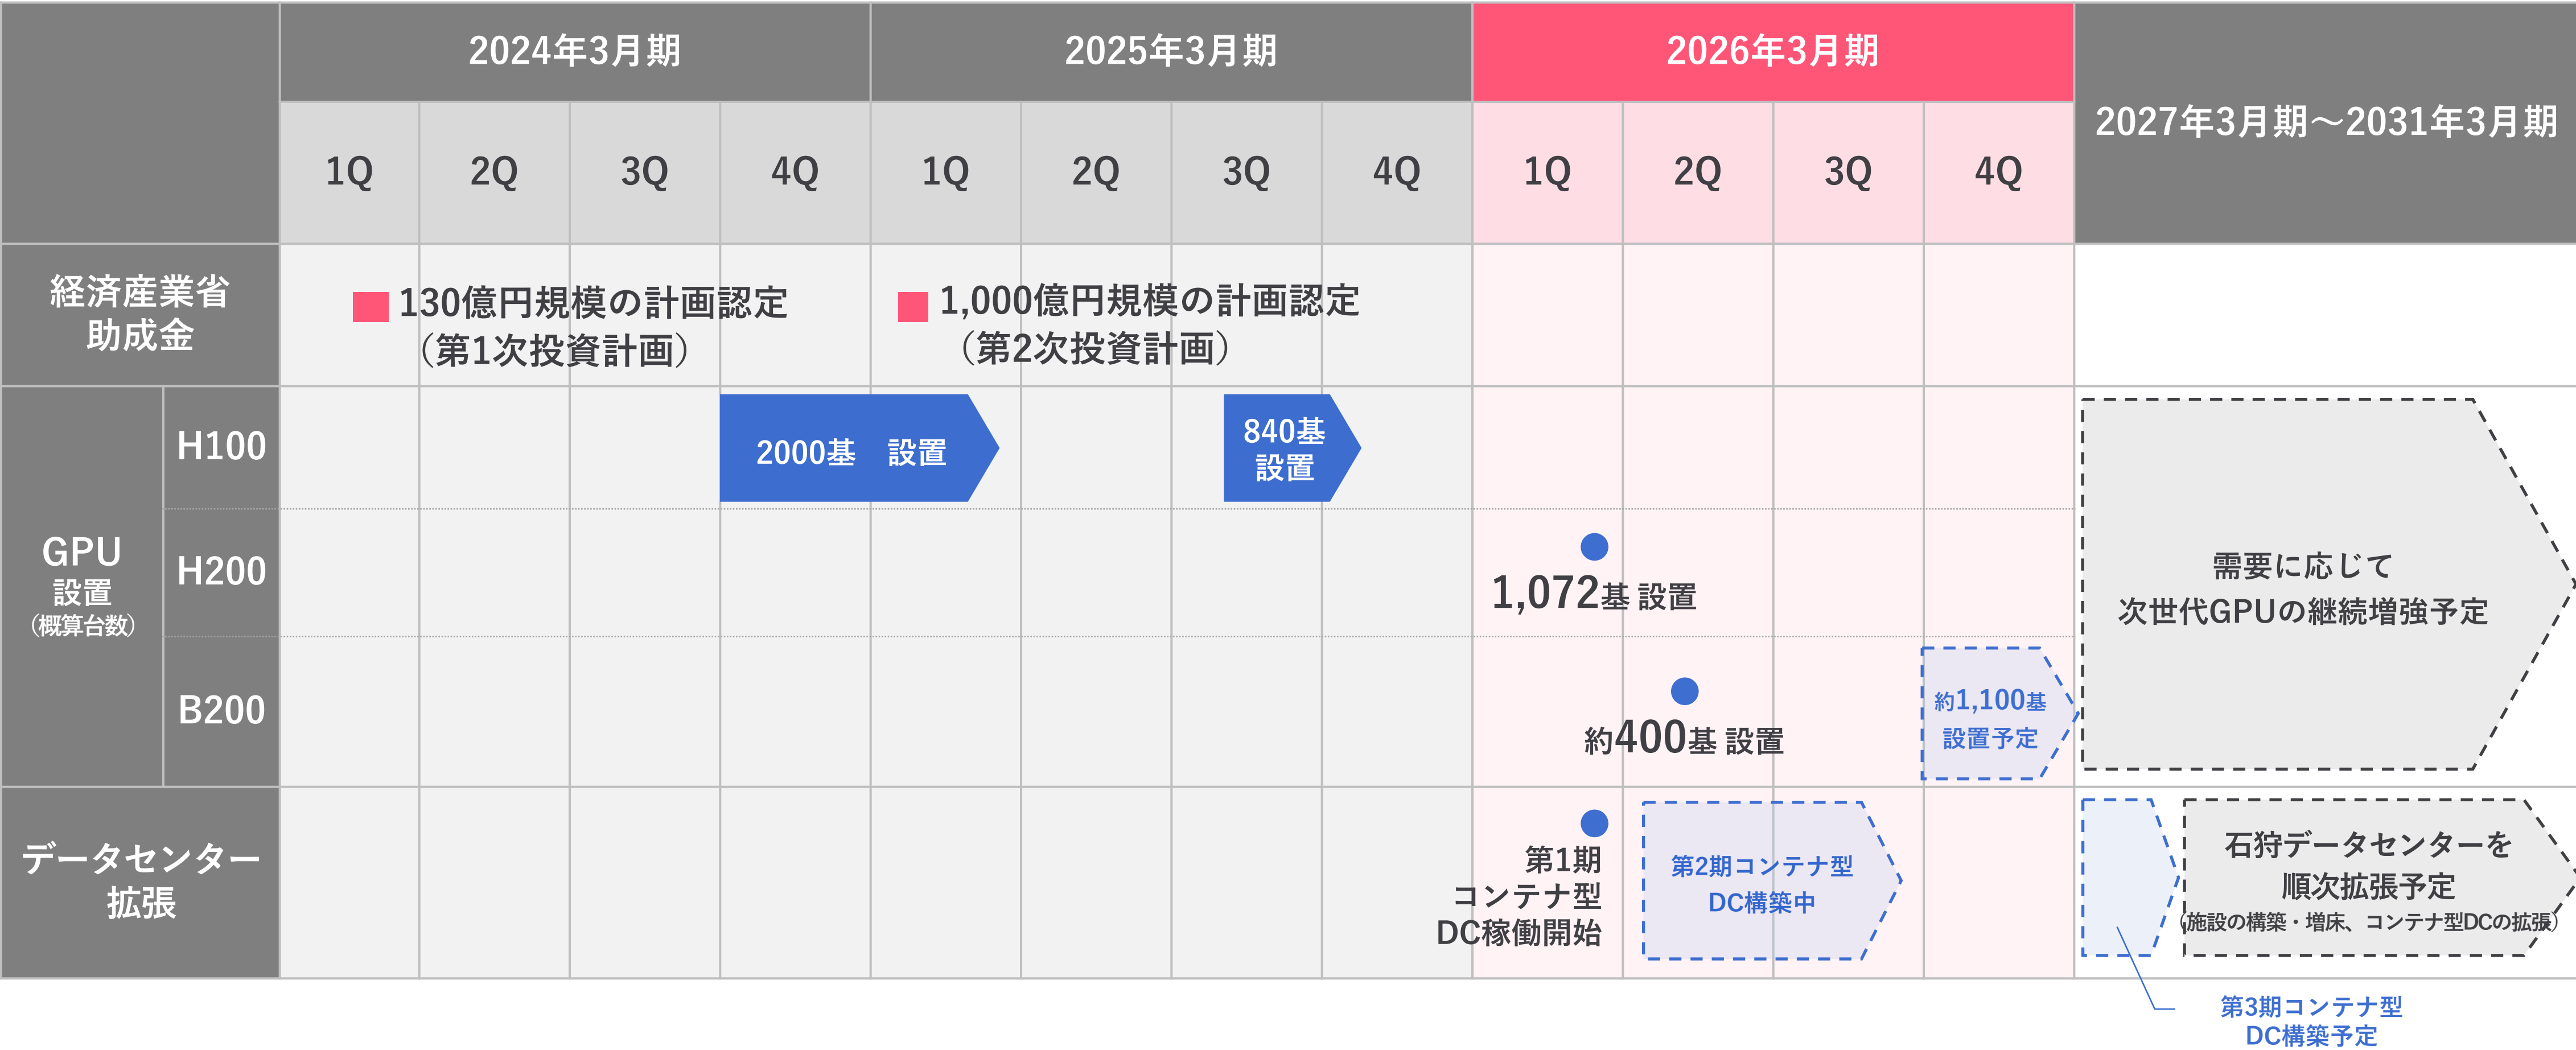 2024年3月期
2025年3月期
2026年3月期
2027年3月期～2031年3月期
1Q
2Q
3Q
4Q
1Q
2Q
3Q
4Q
1Q
2Q
3Q
4Q
経済産業省
助成金
130億円規模の計画認定
（第1次投資計画）
1,000億円規模の計画認定
（第2次投資計画）
GPU
設置
（概算台数）
H100
2000基　設置
840基
設置
H200
1,072基 設置
B200
約400基 設置
約1,100基
設置予定
需要に応じて
次世代GPUの継続増強予定
データセンター
拡張
第1期
コンテナ型
DC稼働開始
第2期コンテナ型
DC構築中
石狩データセンターを
順次拡張予定
（施設の構築・増床、コンテナ型DCの拡張）
第3期コンテナ型
DC構築予定